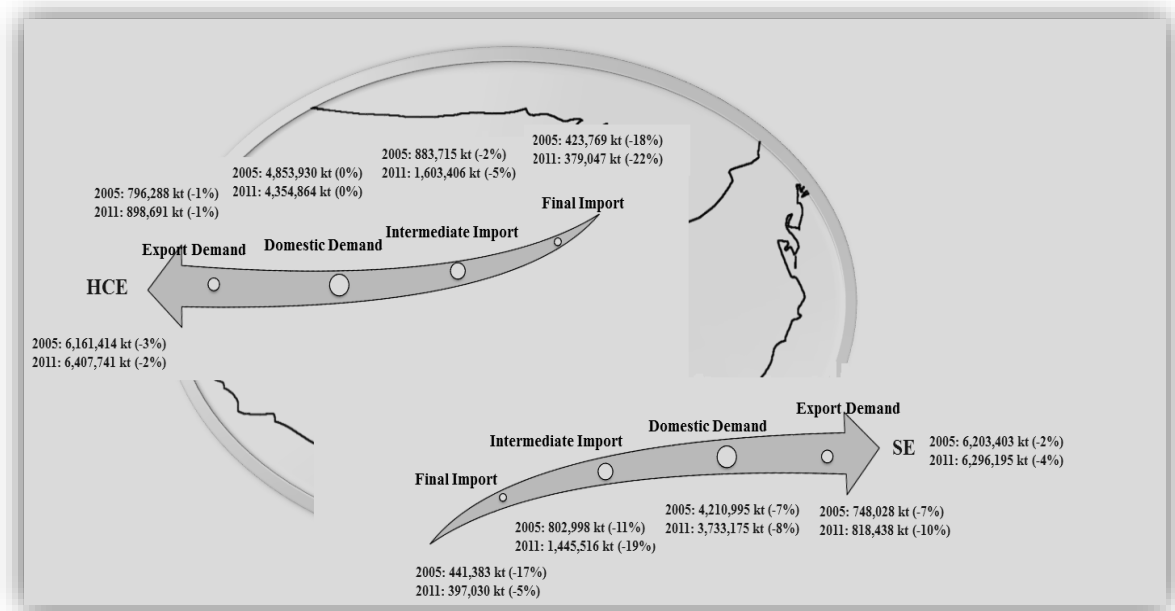 2005: 423,769 kt (-18%)
2011: 379,047 kt (-22%)
2005: 883,715 kt (-2%)
2011: 1,603,406 kt (-5%)
2005: 4,853,930 kt (0%)
2011: 4,354,864 kt (0%)
2005: 796,288 kt (-1%)
2011: 898,691 kt (-1%)
Final Import
Intermediate Import
Domestic Demand
Export Demand
HCE
2005: 6,161,414 kt (-3%)
2011: 6,407,741 kt (-2%)
Export Demand
Domestic Demand
Intermediate Import
Final Import
SE
2005: 6,203,403 kt (-2%)
2011: 6,296,195 kt (-4%)
2005: 4,210,995 kt (-7%)
2011: 3,733,175 kt (-8%)
2005: 748,028 kt (-7%)
2011: 818,438 kt (-10%)
2005: 802,998 kt (-11%)
2011: 1,445,516 kt (-19%)
2005: 441,383 kt (-17%)
2011: 397,030 kt (-5%)